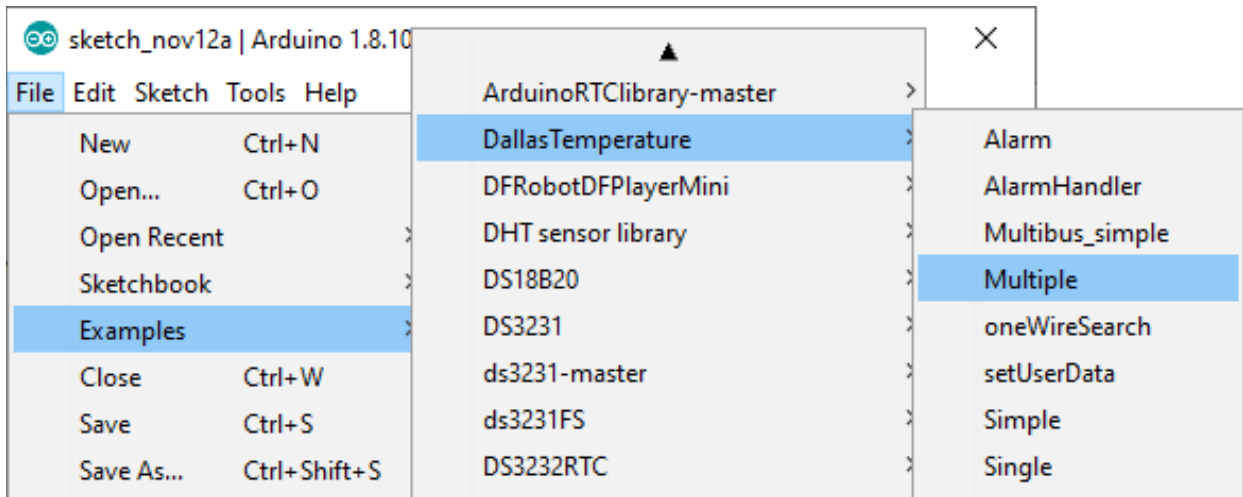 sketch_nov12a | Arduino 1.8.10
File Edit Sketch Tools Help
New Ctrl+N
Open... Ctrl+O
Open Recent
Sketchbook
Examples
Close Ctrl+W
Save Ctrl+S
Save As... Ctrl+Shift+S
ArduinoRTClibrary-master
DallasTemperature
DFRobotDFPlayerMini
DHT sensor library
DS18B20
DS3231
ds3231-master
ds3231FS
DS3232RTC
Alarm
AlarmHandler
Multibus_simple
Multiple
oneWireSearch
setUserData
Simple
Single